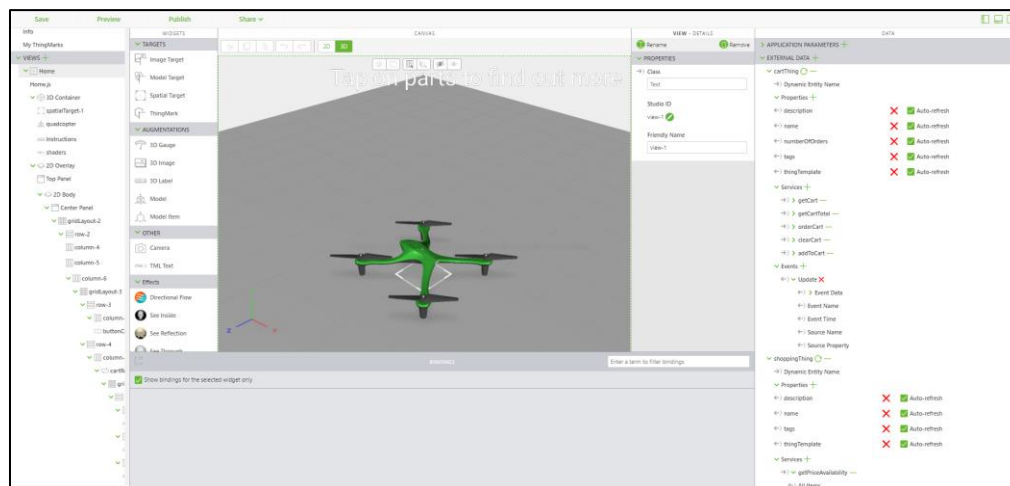 Save Preview Publish Share
Info
My ThingMarks
VIEWS
Home
Home.js
3D Container
spatialTarget-1
quadcopter
instructions
shaders
2D Overlay
Top Panel
2D Body
Center Panel
gridLayout-2
row-2
column-4
column-5
column-6
gridLayout-3
row-3
column-
buttonC
row-4
column-
WIDGETS
TARGETS
Image Target
Model Target
Spatial Target
ThingMark
AUGMENTATIONS
3D Gauge
3D Image
3D Label
Model
Model Item
OTHER
Camera
TML Text
Effects
Directional Flow
See Inside
See Reflection
See Through
CANVAS
2D 3D
Tap on parts to find out more
Z X
BINDINGS
Enter a term to filter bindings
Show bindings for the selected widget only
VIEW - DETAILS
Rename Remove
PROPERTIES
Class
Test
Studio ID
view-1
Friendly Name
view-1
DATA
APPLICATION PARAMETERS
EXTERNAL DATA
cartThing
Dynamic Entity Name
Properties
description Auto-refresh
name Auto-refresh
numberOfOrders Auto-refresh
tags Auto-refresh
thingTemplate Auto-refresh
Services
getCart
getCartTotal
orderCart
clearCart
addToCart
Events
Update
Event Data
Event Name
Event Time
Source Name
Source Property
shoppingThing
Dynamic Entity Name
Properties
description Auto-refresh
name Auto-refresh
tags Auto-refresh
thingTemplate Auto-refresh
Services
getPriceAvailability